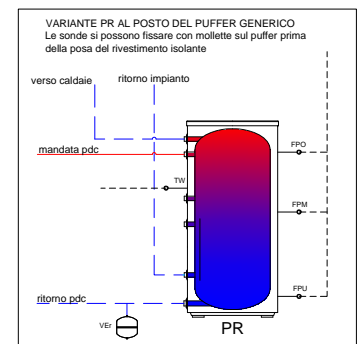 VARIANTE PR AL POSTO DEL PUFFER GENERICO
Le sonde si possono fissare con mollette sul puffer prima
della posa del rivestimento isolante
verso caldaie
ritorno impianto
mandata pdc
FPO
TW
FPM
FPU
ritorno pdc
VEr
PR